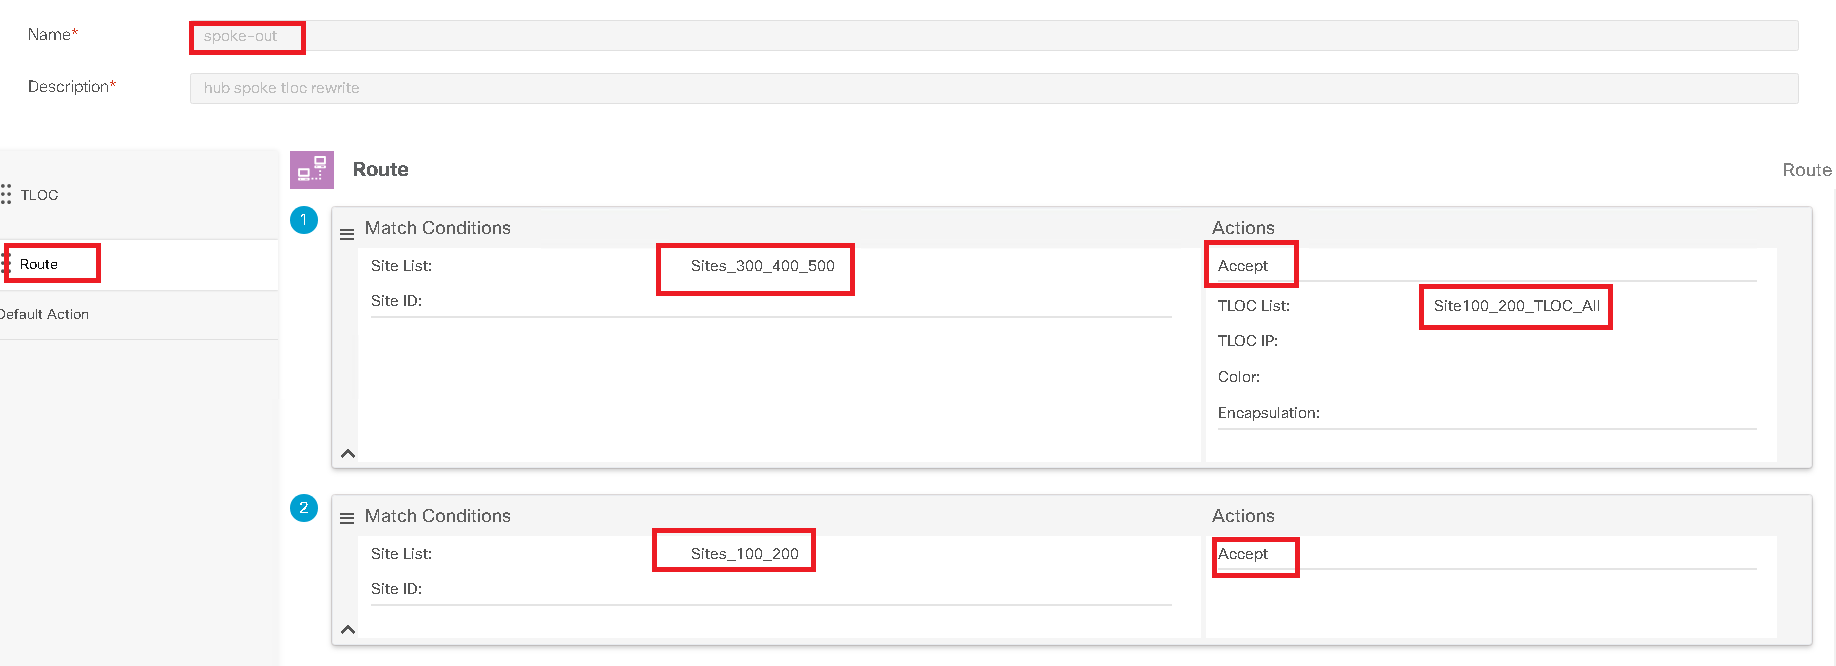 Name*
spoke-out
Description*
hub spoke tloc rewrite
TLOC
Route
Default Action
Route
Route
1
Match Conditions
Actions
Site List: Sites_300_400_500
Accept
Site ID:
TLOC List: Site100_200_TLOC_All
TLOC IP:
Color:
Encapsulation:
2
Match Conditions
Actions
Site List: Sites_100_200
Accept
Site ID: